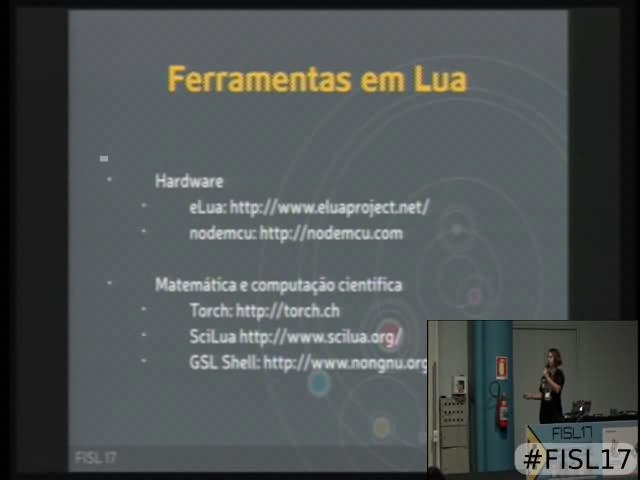 Ferramentas em Lua
Hardware
eLua: http://www.eluaproject.net/
nodemcu: http://nodemcu.com
Matemática e computação científica
Torch: http://torch.ch
SciLua http://www.scilua.org/
GSL Shell: http://www.nongnu.org
FISL 17
FISL17
#FISL17